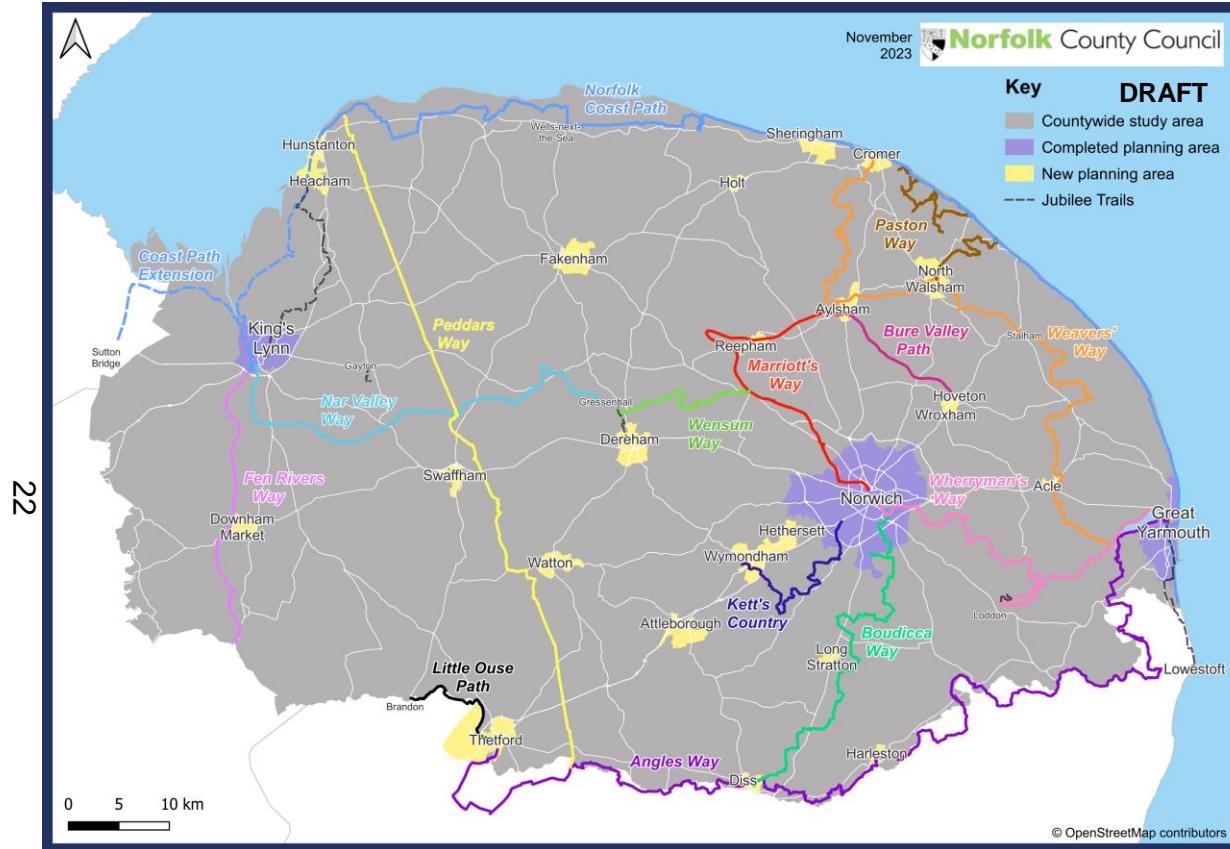 November
2023
Norfolk County Council
Key
DRAFT
Countywide study area
Completed planning area
New planning area
Jubilee Trails
Norfolk
Coast Path
Wells-next-
the-Sea
Sheringham
Cromer
Hunstanton
Heacham
Holt
Paston
Way
Coast Path
Extension
Fakenham
North
Walsham
King's
Lynn
Peddars
Way
Aylsham
Sutton
Bridge
Reepham
Bure Valley
Path
Stalham
Weavers'
Way
Gayton
Marriott's
Way
Nar Valley
Way
Gressenhall
Hoveton
Wroxham
Wensum
Way
Dereham
Swaffham
Fen Rivers
Way
Norwich
Wherryman's
Way
Acle
Downham
Market
Great
Yarmouth
Hethersett
Wymondham
Watton
Kett's
Country
Attleborough
Loddon
Boudicca
Way
Long
Stratton
Little Ouse
Path
Lowestoft
Brandon
Thetford
Harleston
Angles Way
Diss
0 5 10 km
© OpenStreetMap contributors
22